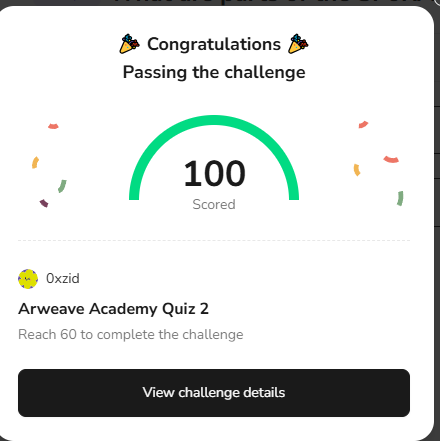 🎉 Congratulations 🎉
Passing the challenge
100
Scored
0xzid
Arweave Academy Quiz 2
Reach 60 to complete the challenge
View challenge details